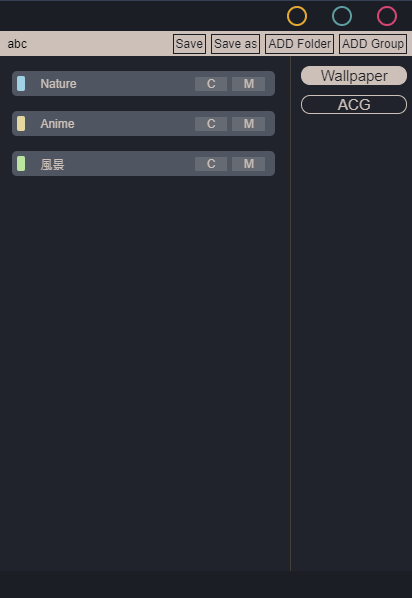 abc Save Save as ADD Folder ADD Group
Wallpaper
Nature C M
ACG
Anime C M
風景 C M